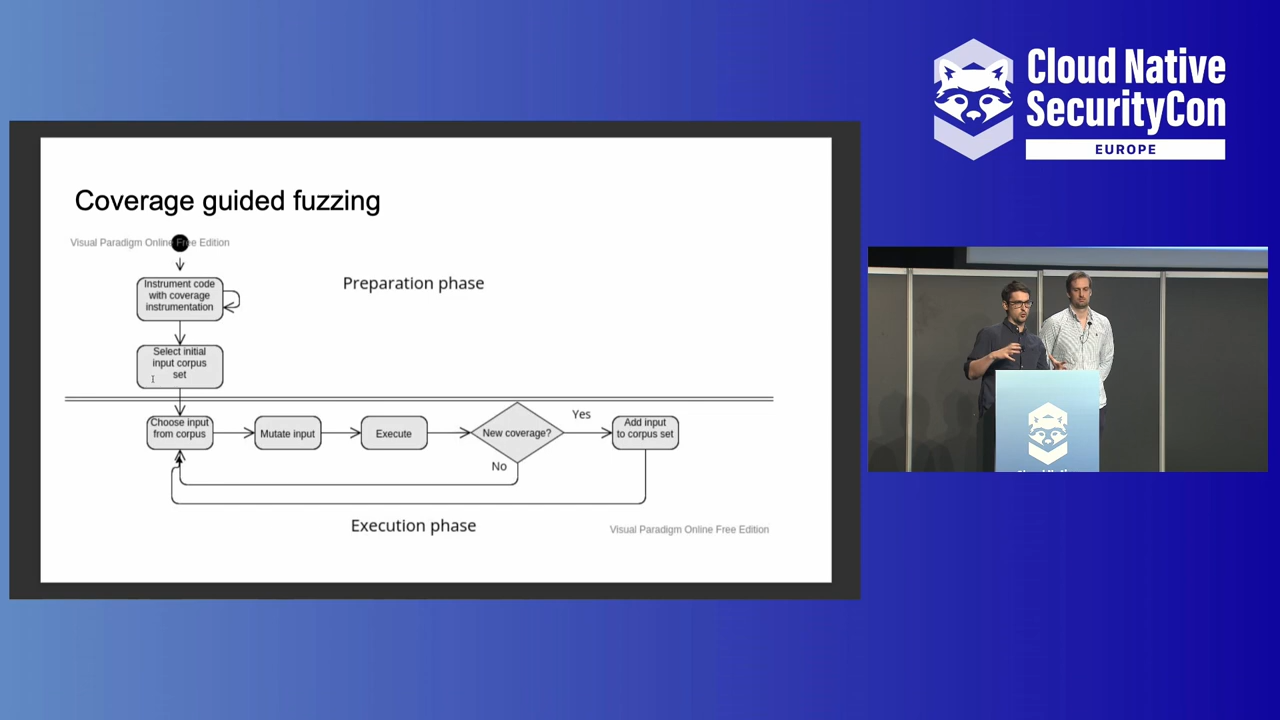 Cloud Native
SecurityCon
EUROPE
Coverage guided fuzzing
Visual Paradigm Online Free Edition
Instrument code
with coverage
instrumentation
Preparation phase
Select initial
input corpus
set
Choose input
from corpus
Mutate input
Execute
New coverage?
Yes
Add input
to corpus set
No
Execution phase
Visual Paradigm Online Free Edition